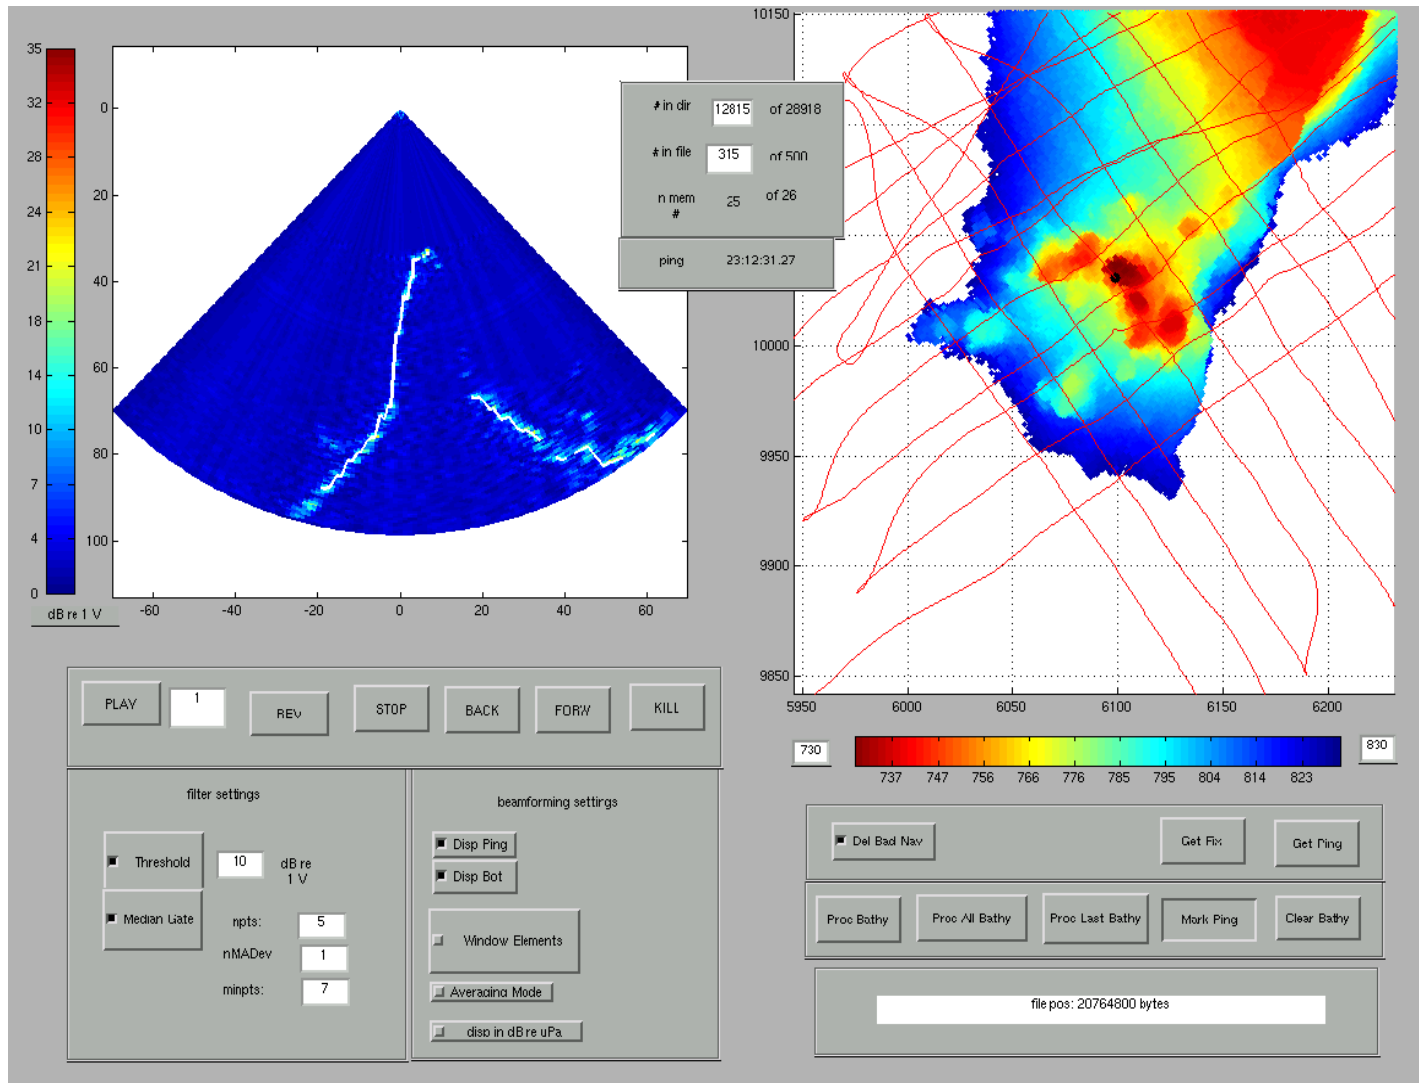 35
32
28
24
21
18
14
10
7
4
0
dB re 1 V
0
20
40
60
80
100
-60
-40
-20
0
20
40
60
# in dir
12815
of 28918
# in file
315
of 500
n mem
#
25
of 26
ping
23:12:31.27
10150
10000
9950
9900
9850
5950
6000
6050
6100
6150
6200
730
830
737
747
756
766
776
785
795
804
814
823
PLAY
1
REV
STOP
BACK
FORW
KILL
filter settings
Threshold
10
dB re
1 V
Median Gate
npts:
5
nMADev
1
minpts:
7
beamforming settings
Disp Ping
Disp Bot
Window Elements
Averaging Mode
disp in dB re uPa
Del Bad Nav
Get Fix
Get Ping
Proc Bathy
Proc All Bathy
Proc Last Bathy
Mark Ping
Clear Bathy
file pos: 20764800 bytes